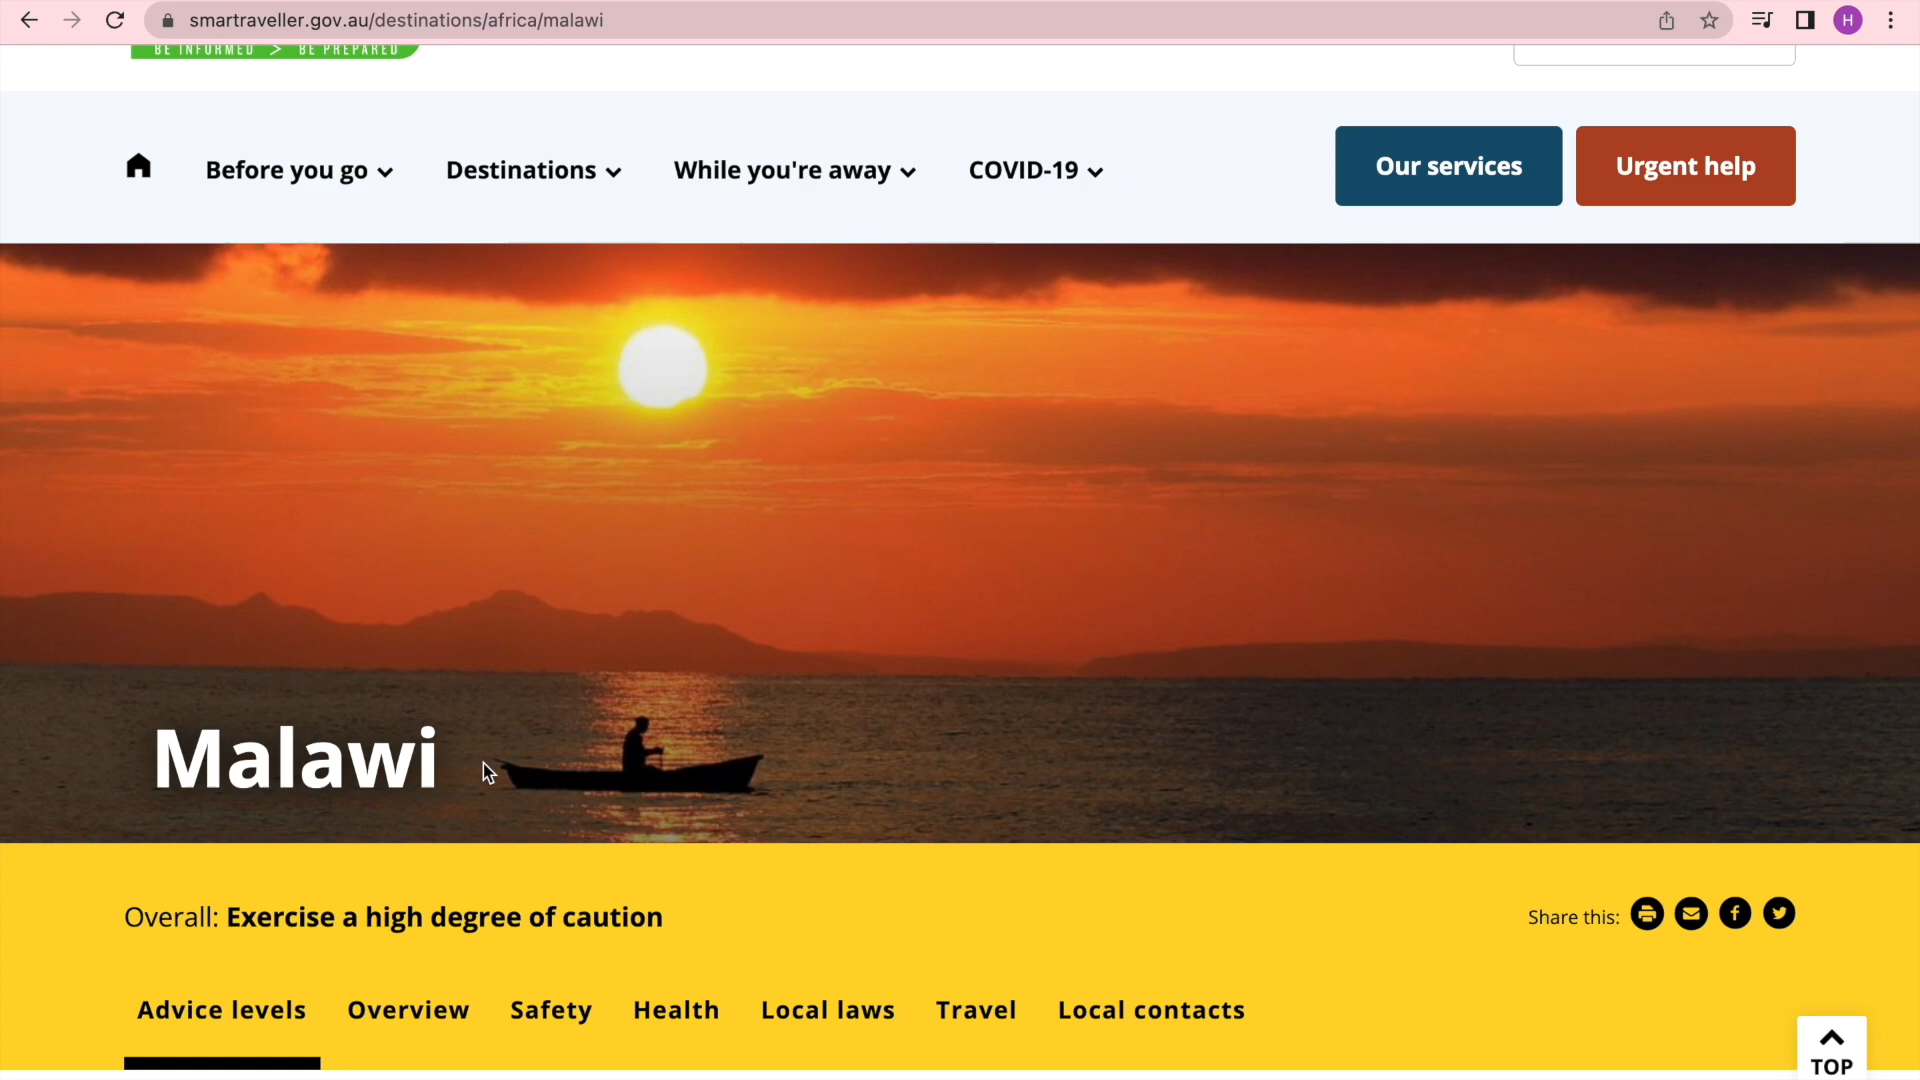 smartraveller.gov.au/destinations/africa/malawi
H
BE INFORMED > BE PREPARED
Before you go
Destinations
While you're away
COVID-19
Our services
Urgent help
Malawi
Overall: Exercise a high degree of caution
Share this:
Advice levels
Overview
Safety
Health
Local laws
Travel
Local contacts
TOP